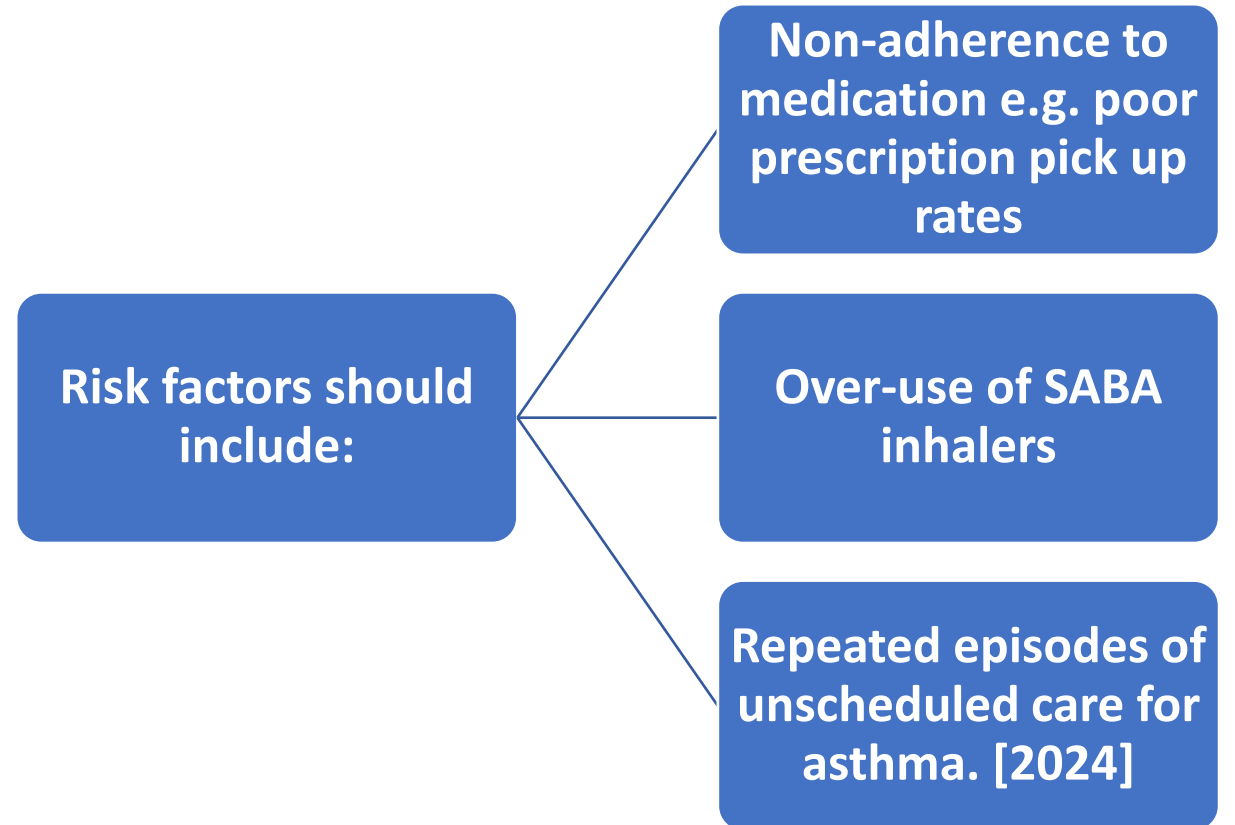 Risk factors should
include:
Non-adherence to
medication e.g. poor
prescription pick up
rates
Over-use of SABA
inhalers
Repeated episodes of
unscheduled care for
asthma. [2024]